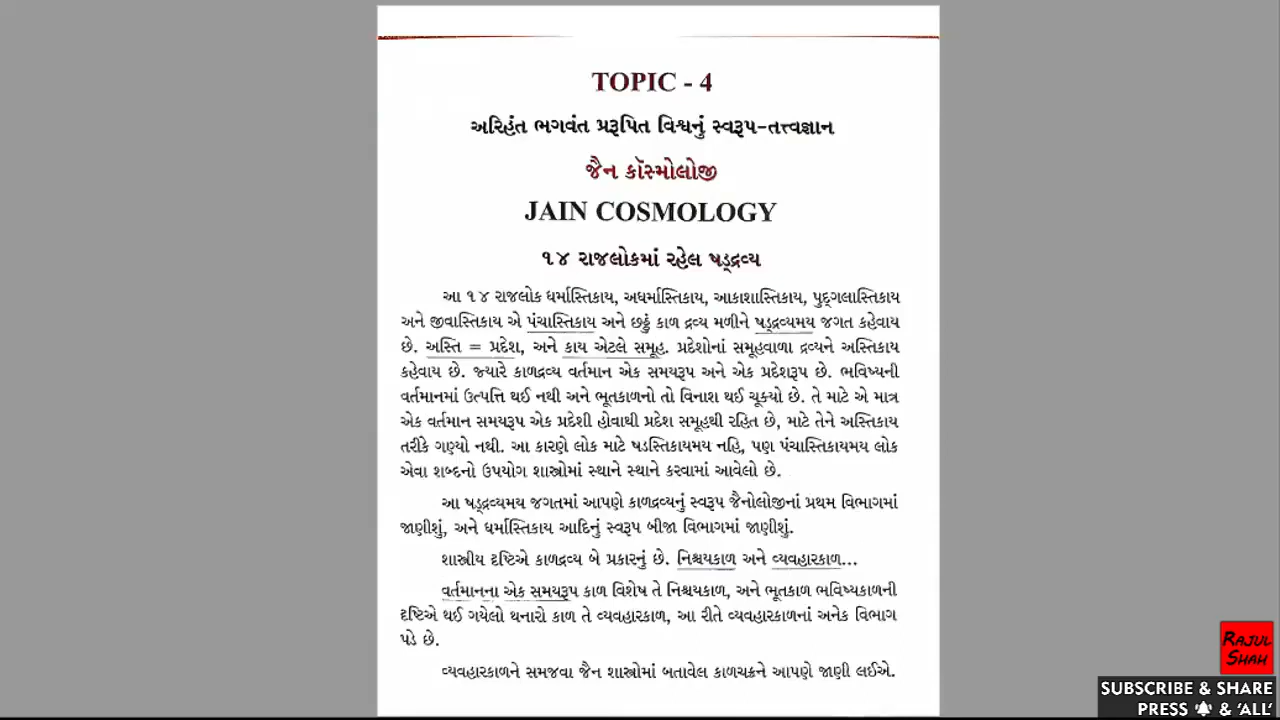 TOPIC - 4
અરિહંત ભગવંત પ્રરૂપિત વિશ્વનું સ્વરૂપ-તત્ત્વજ્ઞાન
જૈન કૉસ્મોલોજી
JAIN COSMOLOGY
૧૪ રાજલોકમાં રહેલ ષડ્દ્રવ્ય
આ ૧૪ રાજલોક ધર્માસ્તિકાય, અધર્માસ્તિકાય, આકાશાસ્તિકાય, પુદ્ગલાસ્તિકાય
અને જીવાસ્તિકાય એ પંચાસ્તિકાય અને છઠ્ઠું કાળ દ્રવ્ય મળીને ષડ્દ્રવ્યમય જગત કહેવાય
છે. અસ્તિ = પ્રદેશ, અને કાય એટલે સમૂહ. પ્રદેશોનાં સમૂહવાળા દ્રવ્યને અસ્તિકાય
કહેવાય છે. જ્યારે કાળદ્રવ્ય વર્તમાન એક સમયરૂપ અને એક પ્રદેશરૂપ છે. ભવિષ્યની
વર્તમાનમાં ઉત્પત્તિ થઈ નથી અને ભૂતકાળનો તો વિનાશ થઈ ચૂક્યો છે. તે માટે એ માત્ર
એક વર્તમાન સમયરૂપ એક પ્રદેશી હોવાથી પ્રદેશ સમૂહથી રહિત છે, માટે તેને અસ્તિકાય
તરીકે ગણ્યો નથી. આ કારણે લોક માટે ષડસ્તિકાયમય નહિ, પણ પંચાસ્તિકાયમય લોક
એવા શબ્દનો ઉપયોગ શાસ્ત્રોમાં સ્થાને સ્થાને કરવામાં આવેલો છે.
આ ષડ્દ્રવ્યમય જગતમાં આપણે કાળદ્રવ્યનું સ્વરૂપ જૈનોલોજીનાં પ્રથમ વિભાગમાં
જાણીશું, અને ધર્માસ્તિકાય આદિનું સ્વરૂપ બીજા વિભાગમાં જાણીશું.
શાસ્ત્રીય દૃષ્ટિએ કાળદ્રવ્ય બે પ્રકારનું છે. નિશ્ચયકાળ અને વ્યવહારકાળ...
વર્તમાનના એક સમયરૂપ કાળ વિશેષ તે નિશ્ચયકાળ, અને ભૂતકાળ ભવિષ્યકાળની
દૃષ્ટિએ થઈ ગયેલો થનારો કાળ તે વ્યવહારકાળ, આ રીતે વ્યવહારકાળનાં અનેક વિભાગ
પડે છે.
વ્યવહારકાળને સમજવા જૈન શાસ્ત્રોમાં બતાવેલ કાળચક્રને આપણે જાણી લઈએ.
RAJUL
SHAH
SUBSCRIBE & SHARE
PRESS & 'ALL'